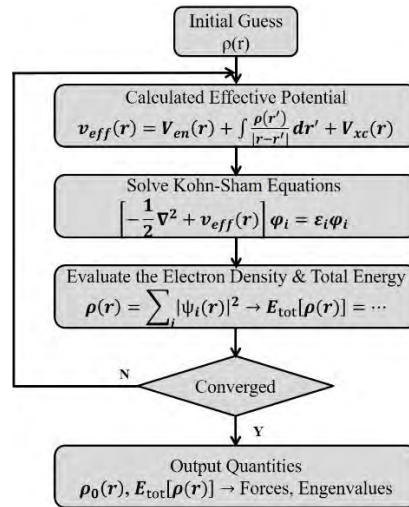 Initial Guess
ρ(r)
Calculated Effective Potential
v_eff(r) = V_en(r) + ∫ ρ(r′)/|r−r′| dr′ + V_xc(r)
Solve Kohn-Sham Equations
[−1/2 ∇² + v_eff(r)] φ_i = ε_i φ_i
Evaluate the Electron Density & Total Energy
ρ(r) = ∑_i |ψ_i(r)|² → E_tot[ρ(r)] = ⋯
N
Converged
Y
Output Quantities
ρ_0(r), E_tot[ρ(r)] → Forces, Engenvalues